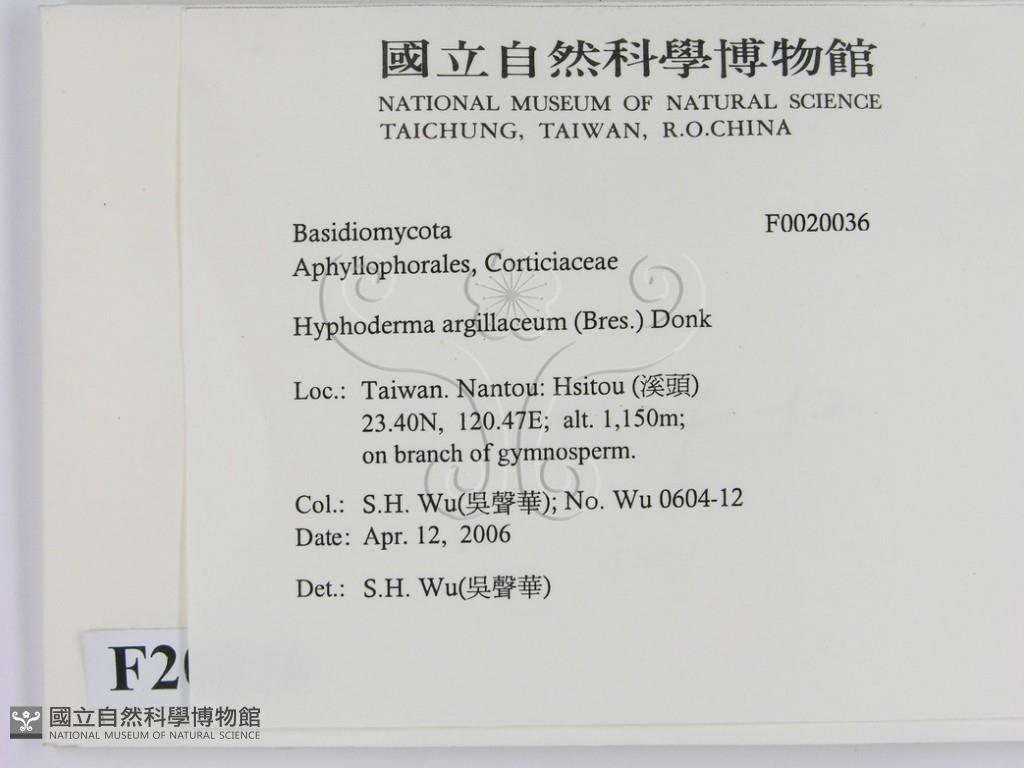 國立自然科學博物館
NATIONAL MUSEUM OF NATURAL SCIENCE
TAICHUNG, TAIWAN, R.O.CHINA
Basidiomycota F0020036
Aphyllophorales, Corticiaceae
Hyphoderma argillaceum (Bres.) Donk
Loc.: Taiwan. Nantou: Hsitou (溪頭)
23.40N, 120.47E; alt. 1,150m;
on branch of gymnosperm.
Col.: S.H. Wu(吳聲華); No. Wu 0604-12
Date: Apr. 12, 2006
Det.: S.H. Wu(吳聲華)
F2
國立自然科學博物館
NATIONAL MUSEUM OF NATURAL SCIENCE